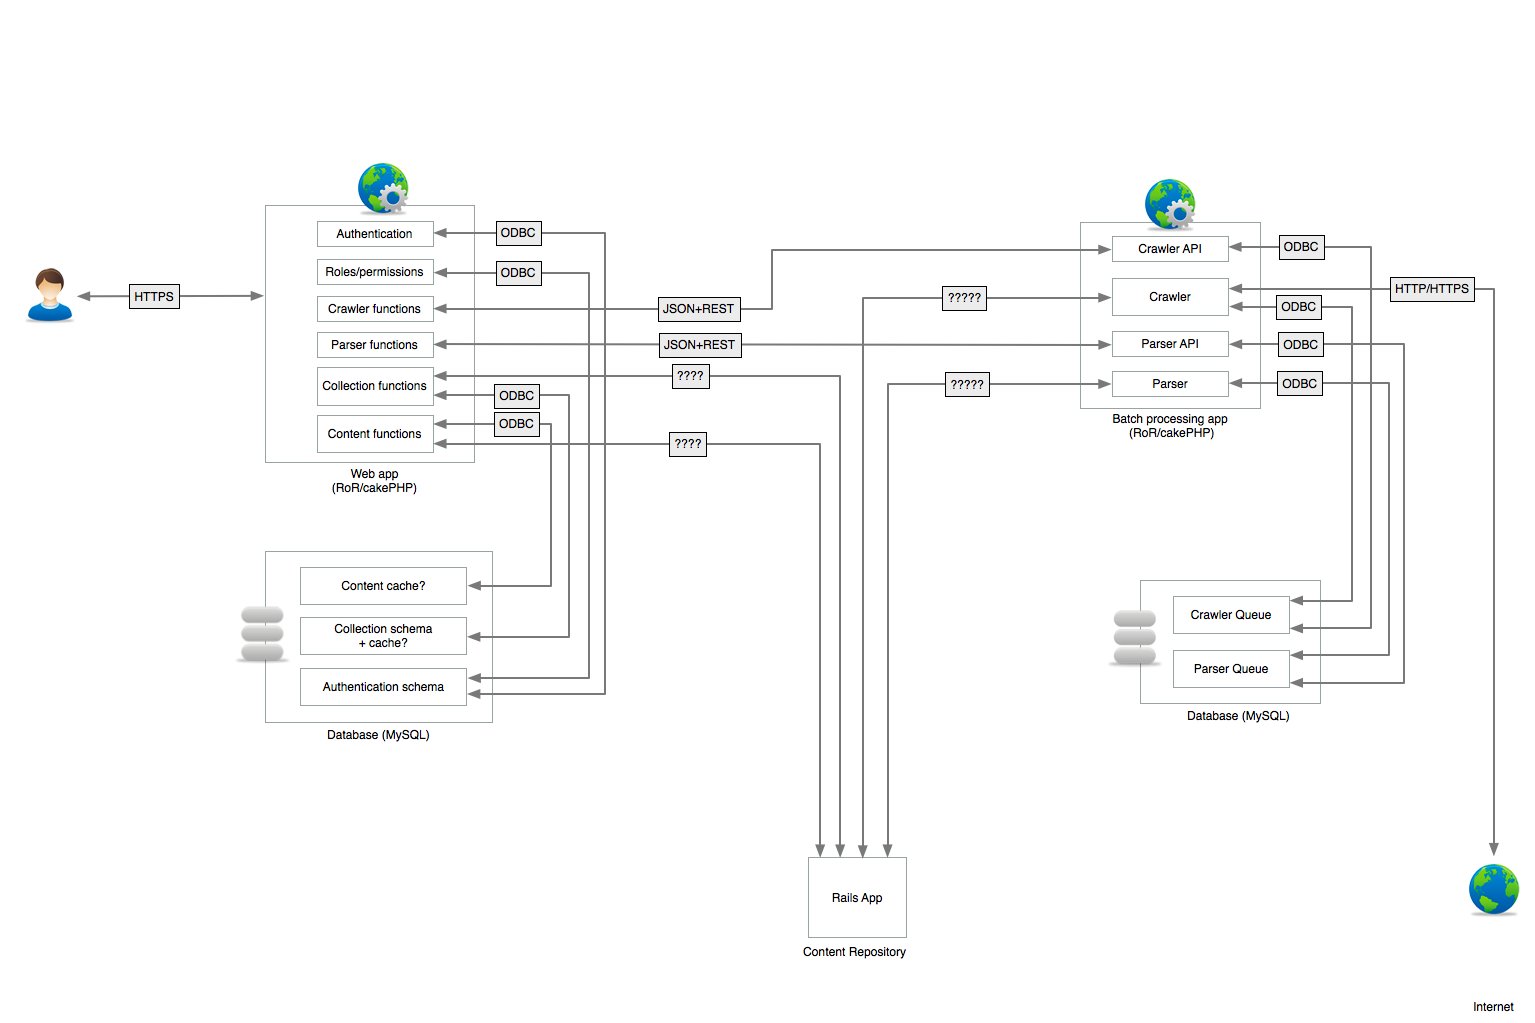 Authentication
ODBC
Roles/permissions
ODBC
HTTPS
Crawler functions
JSON+REST
Parser functions
JSON+REST
Collection functions
????
ODBC
Content functions
ODBC
????
Web app
(RoR/cakePHP)
Crawler API
ODBC
Crawler
?????
HTTP/HTTPS
ODBC
Parser API
ODBC
Parser
?????
ODBC
Batch processing app
(RoR/cakePHP)
Content cache?
Collection schema
+ cache?
Authentication schema
Database (MySQL)
Crawler Queue
Parser Queue
Database (MySQL)
Rails App
Content Repository
Internet